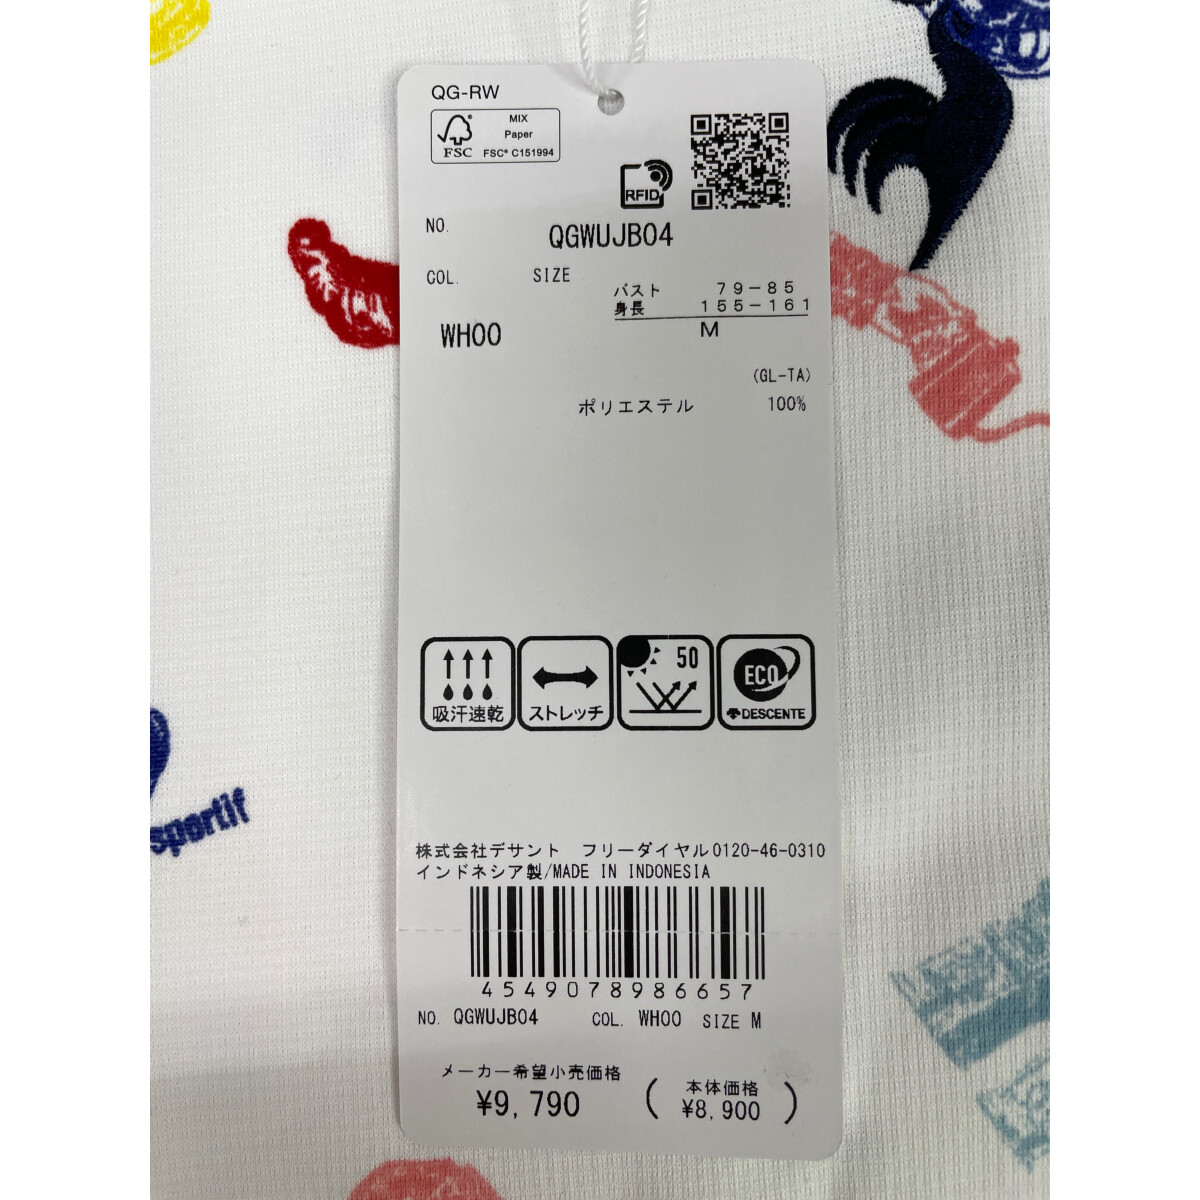 QG-RW
FSC
MIX
Paper
FSC® C151994
RFID
NO.
QGWUJB04
COL.
SIZE
バスト 79-85
身長 155-161
WH00
M
(GL-TA)
ポリエステル 100%
吸汗速乾
ストレッチ
50
ECO
DESCENTE
sportif
株式会社デサント フリーダイヤル0120-46-0310
インドネシア製/MADE IN INDONESIA
4549078986657
NO. QGWUJB04 COL. WH00 SIZE M
メーカー希望小売価格
¥9,790
(本体価格
¥8,900)